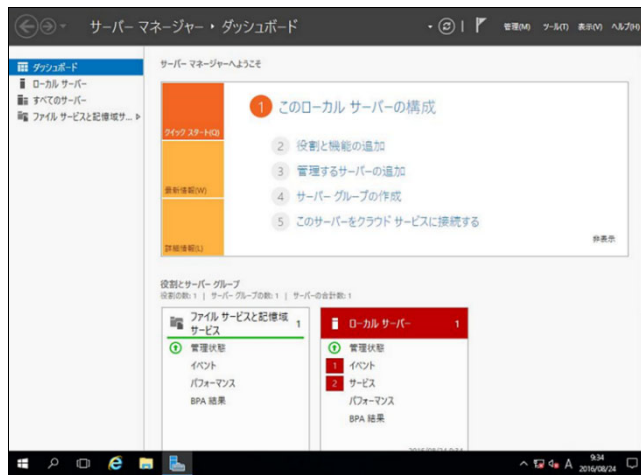 サーバー マネージャー • ダッシュボード
管理(M) ツール(T) 表示(V) ヘルプ(H)
ダッシュボード
ローカル サーバー
すべてのサーバー
ファイル サービスと記憶域サ...
サーバー マネージャーへようこそ
クイック スタート(Q)
最新情報(W)
詳細情報(L)
1 このローカル サーバーの構成
2 役割と機能の追加
3 管理するサーバーの追加
4 サーバー グループの作成
5 このサーバーをクラウド サービスに接続する
非表示
役割とサーバー グループ
役割の数: 1 | サーバー グループの数: 1 | サーバーの合計数: 1
ファイル サービスと記憶域サービス 1
管理状態
イベント
パフォーマンス
BPA 結果
ローカル サーバー 1
管理状態
1 イベント
2 サービス
パフォーマンス
BPA 結果
A
9:34
2016/08/24